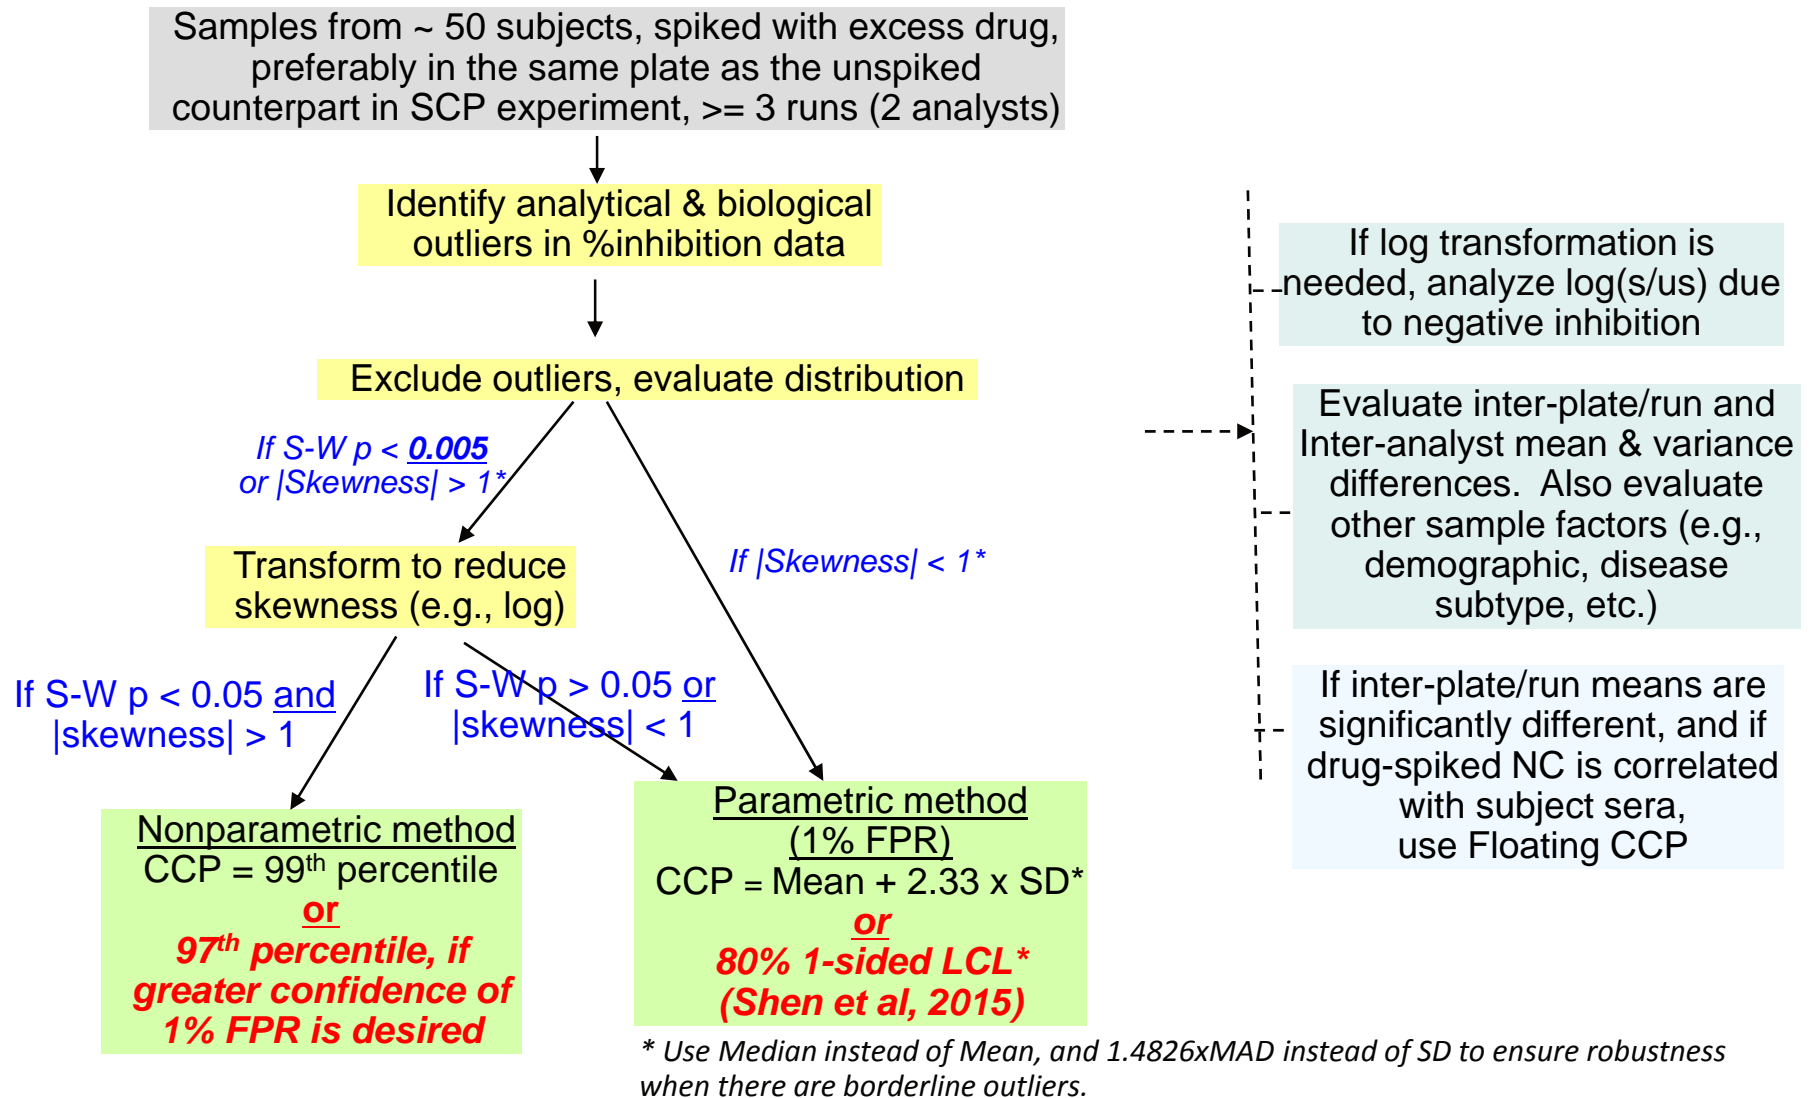 Samples from ~ 50 subjects, spiked with excess drug,
preferably in the same plate as the unspiked
counterpart in SCP experiment, >= 3 runs (2 analysts)
Identify analytical & biological
outliers in %inhibition data
Exclude outliers, evaluate distribution
If S-W p < 0.005
or |Skewness| > 1*
If |Skewness| < 1*
Transform to reduce
skewness (e.g., log)
If S-W p < 0.05 and
|skewness| > 1
If S-W p > 0.05 or
|skewness| < 1
Nonparametric method
CCP = 99th percentile
or
97th percentile, if
greater confidence of
1% FPR is desired
Parametric method
(1% FPR)
CCP = Mean + 2.33 x SD*
or
80% 1-sided LCL*
(Shen et al, 2015)
* Use Median instead of Mean, and 1.4826xMAD instead of SD to ensure robustness
when there are borderline outliers.
If log transformation is
needed, analyze log(s/us) due
to negative inhibition
Evaluate inter-plate/run and
Inter-analyst mean & variance
differences. Also evaluate
other sample factors (e.g.,
demographic, disease
subtype, etc.)
If inter-plate/run means are
significantly different, and if
drug-spiked NC is correlated
with subject sera,
use Floating CCP